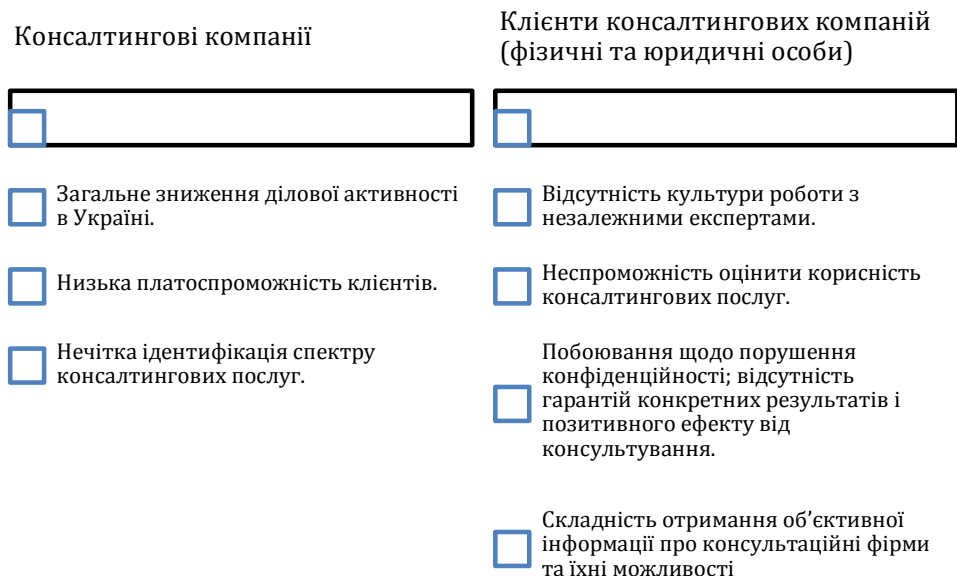 Консалтингові компанії
Клієнти консалтингових компаній
(фізичні та юридичні особи)
Загальне зниження ділової активності
в Україні.
Низька платоспроможність клієнтів.
Нечітка ідентифікація спектру
консалтингових послуг.
Відсутність культури роботи з
незалежними експертами.
Неспроможність оцінити корисність
консалтингових послуг.
Побоювання щодо порушення
конфіденційності; відсутність
гарантій конкретних результатів і
позитивного ефекту від
консультування.
Складність отримання об’єктивної
інформації про консультаційні фірми
та їхні можливості